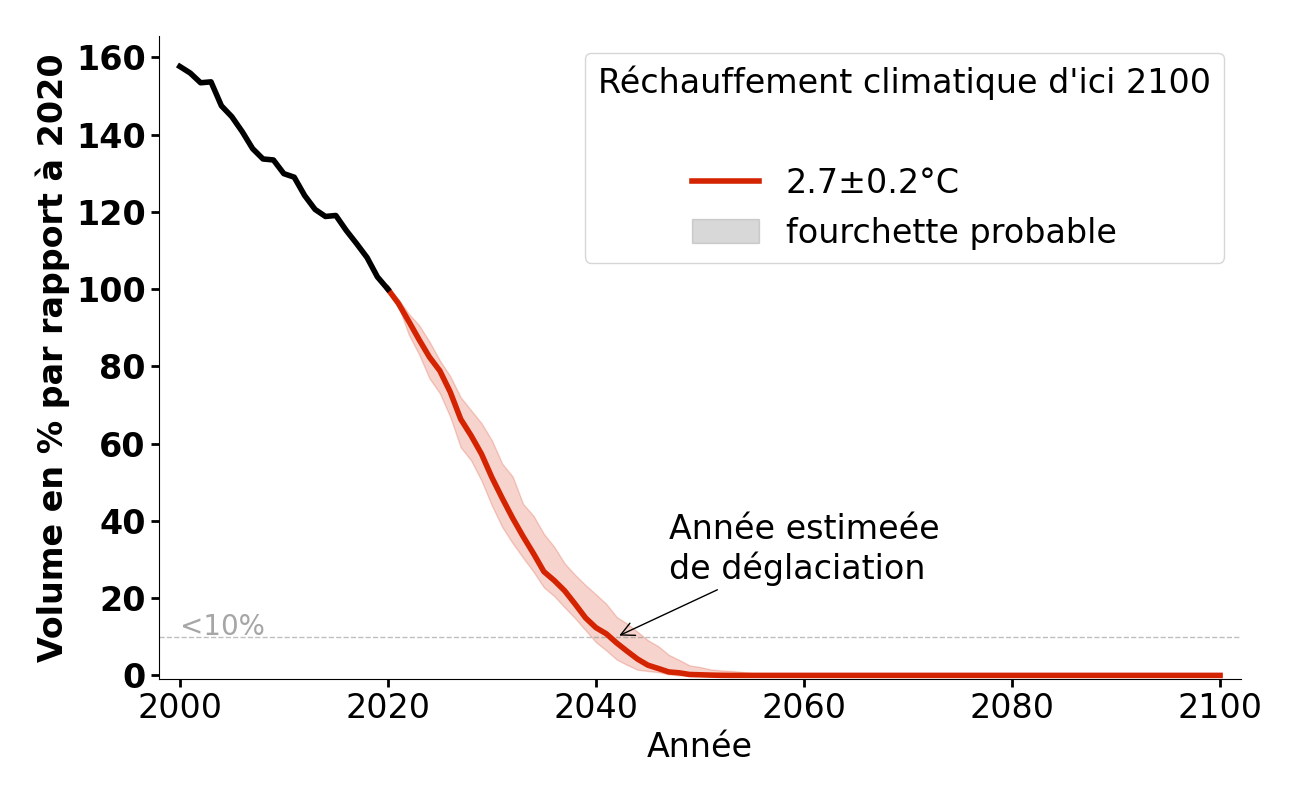 Volume en % par rapport à 2020
160
140
120
100
80
60
40
20
0
Réchauffement climatique d'ici 2100
2.7±0.2°C
fourchette probable
Année estimeée
de déglaciation
<10%
2000 2020 2040 2060 2080 2100
Année